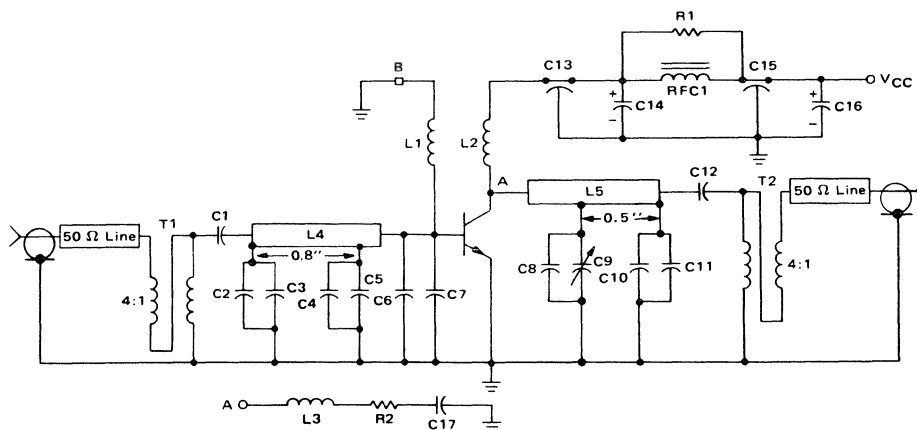 R1
B
C13
C15
RFC1
VCC
+
C14
−
+
C16
−
L1
L2
A
C12
T2
50 Ω Line
T1
C1
50 Ω Line
L4
L5
0.8"
0.5"
4:1
C2
C3
C4
C5
C6
C7
C8
C9
C10
C11
4:1
A
L3
R2
C17